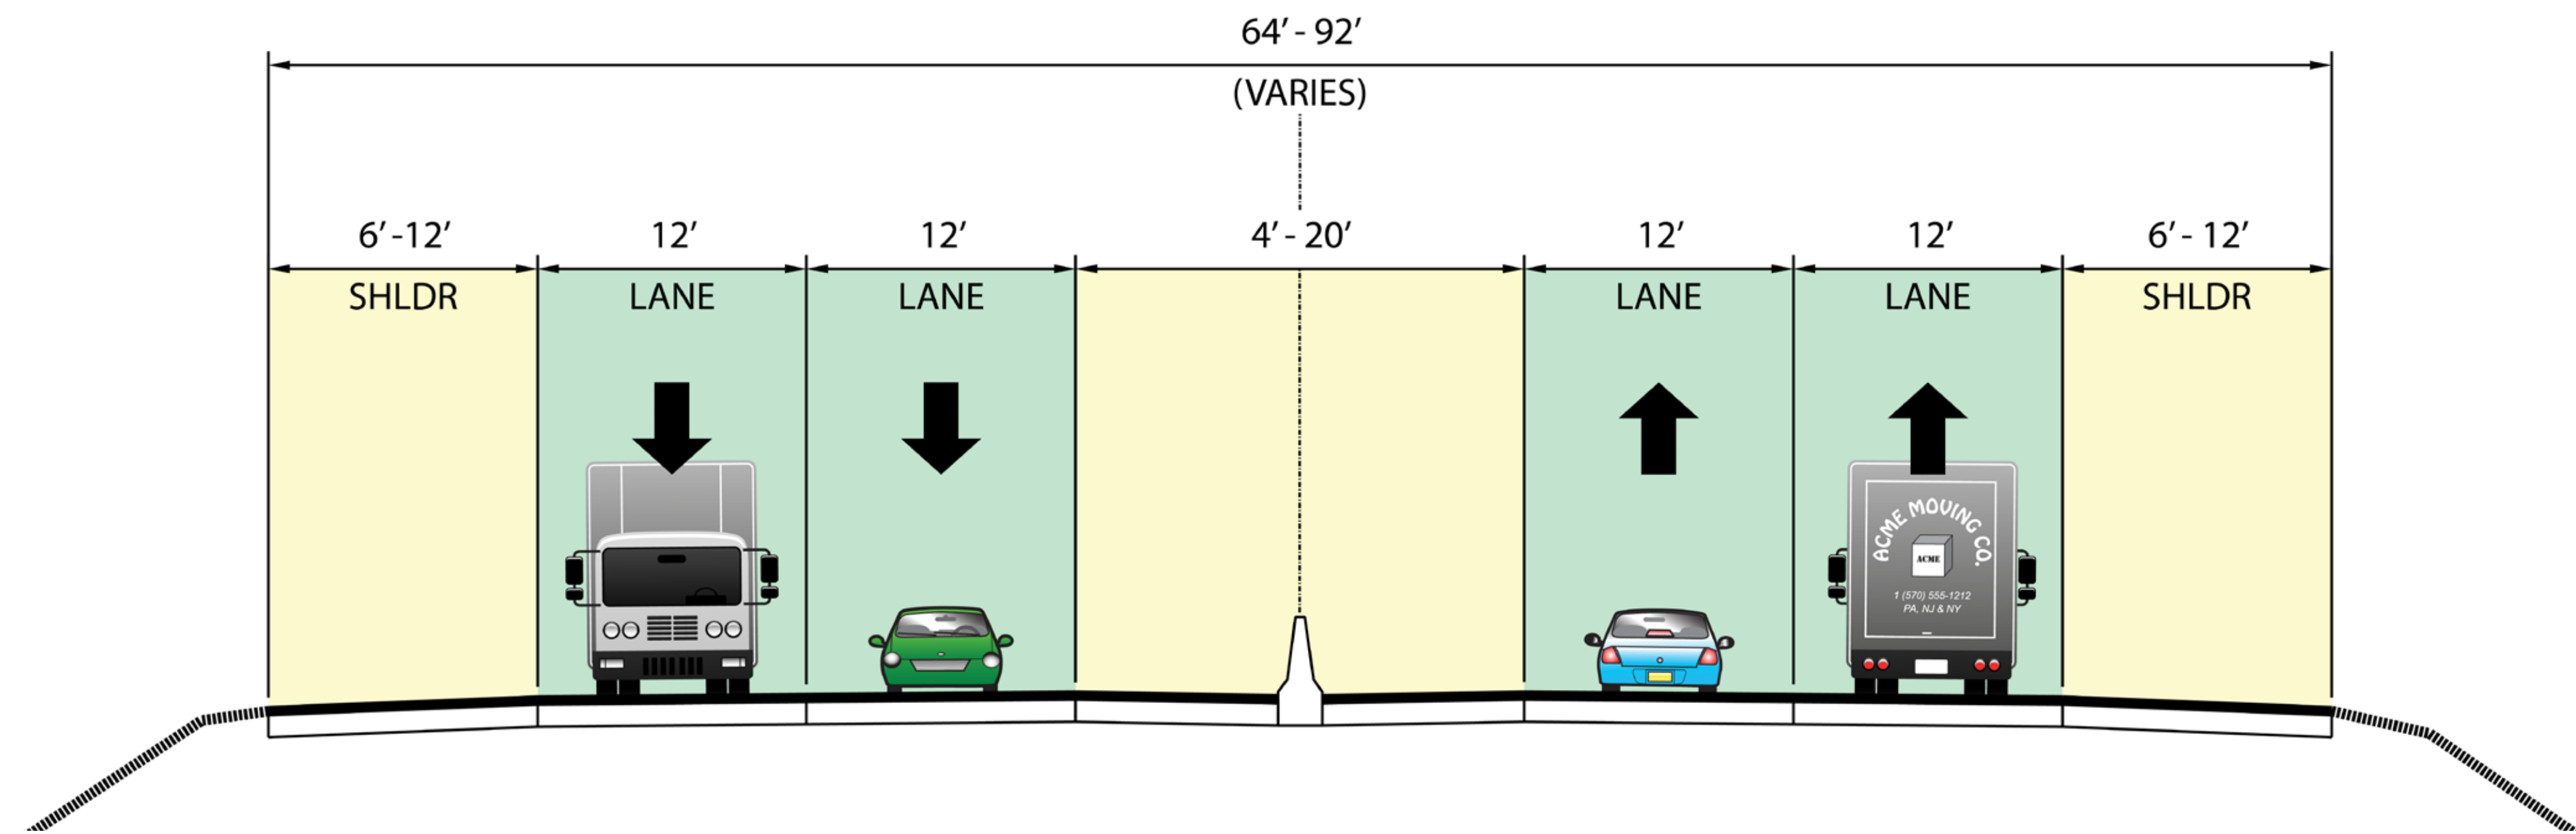 64’ - 92’
(VARIES)
6’ -12’
12’
12’
4’ - 20’
12’
12’
6’ - 12’
SHLDR
LANE
LANE
LANE
LANE
SHLDR
ACME MOVING CO.
ACME
1 (570) 555-1212
PA, NJ & NY